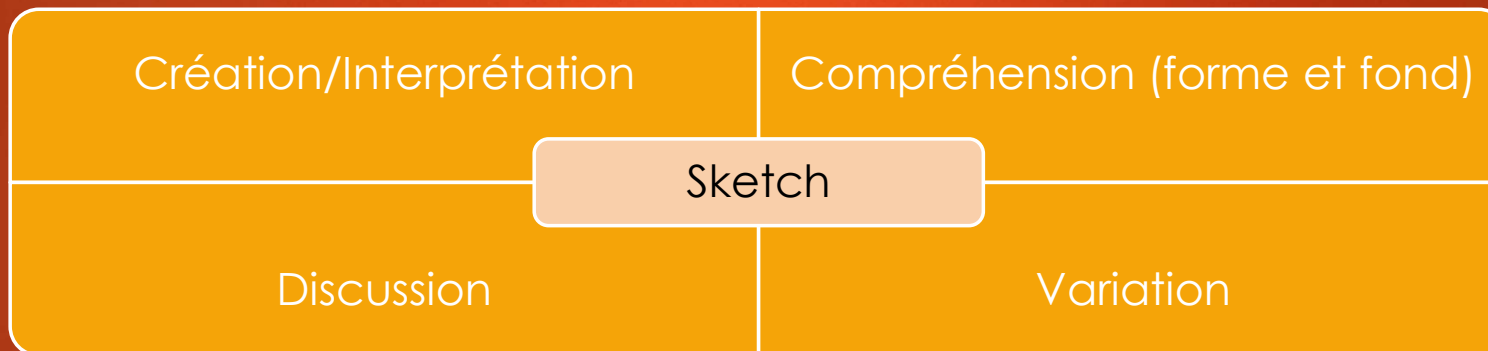 Création/Interprétation
Compréhension (forme et fond)
Sketch
Discussion
Variation